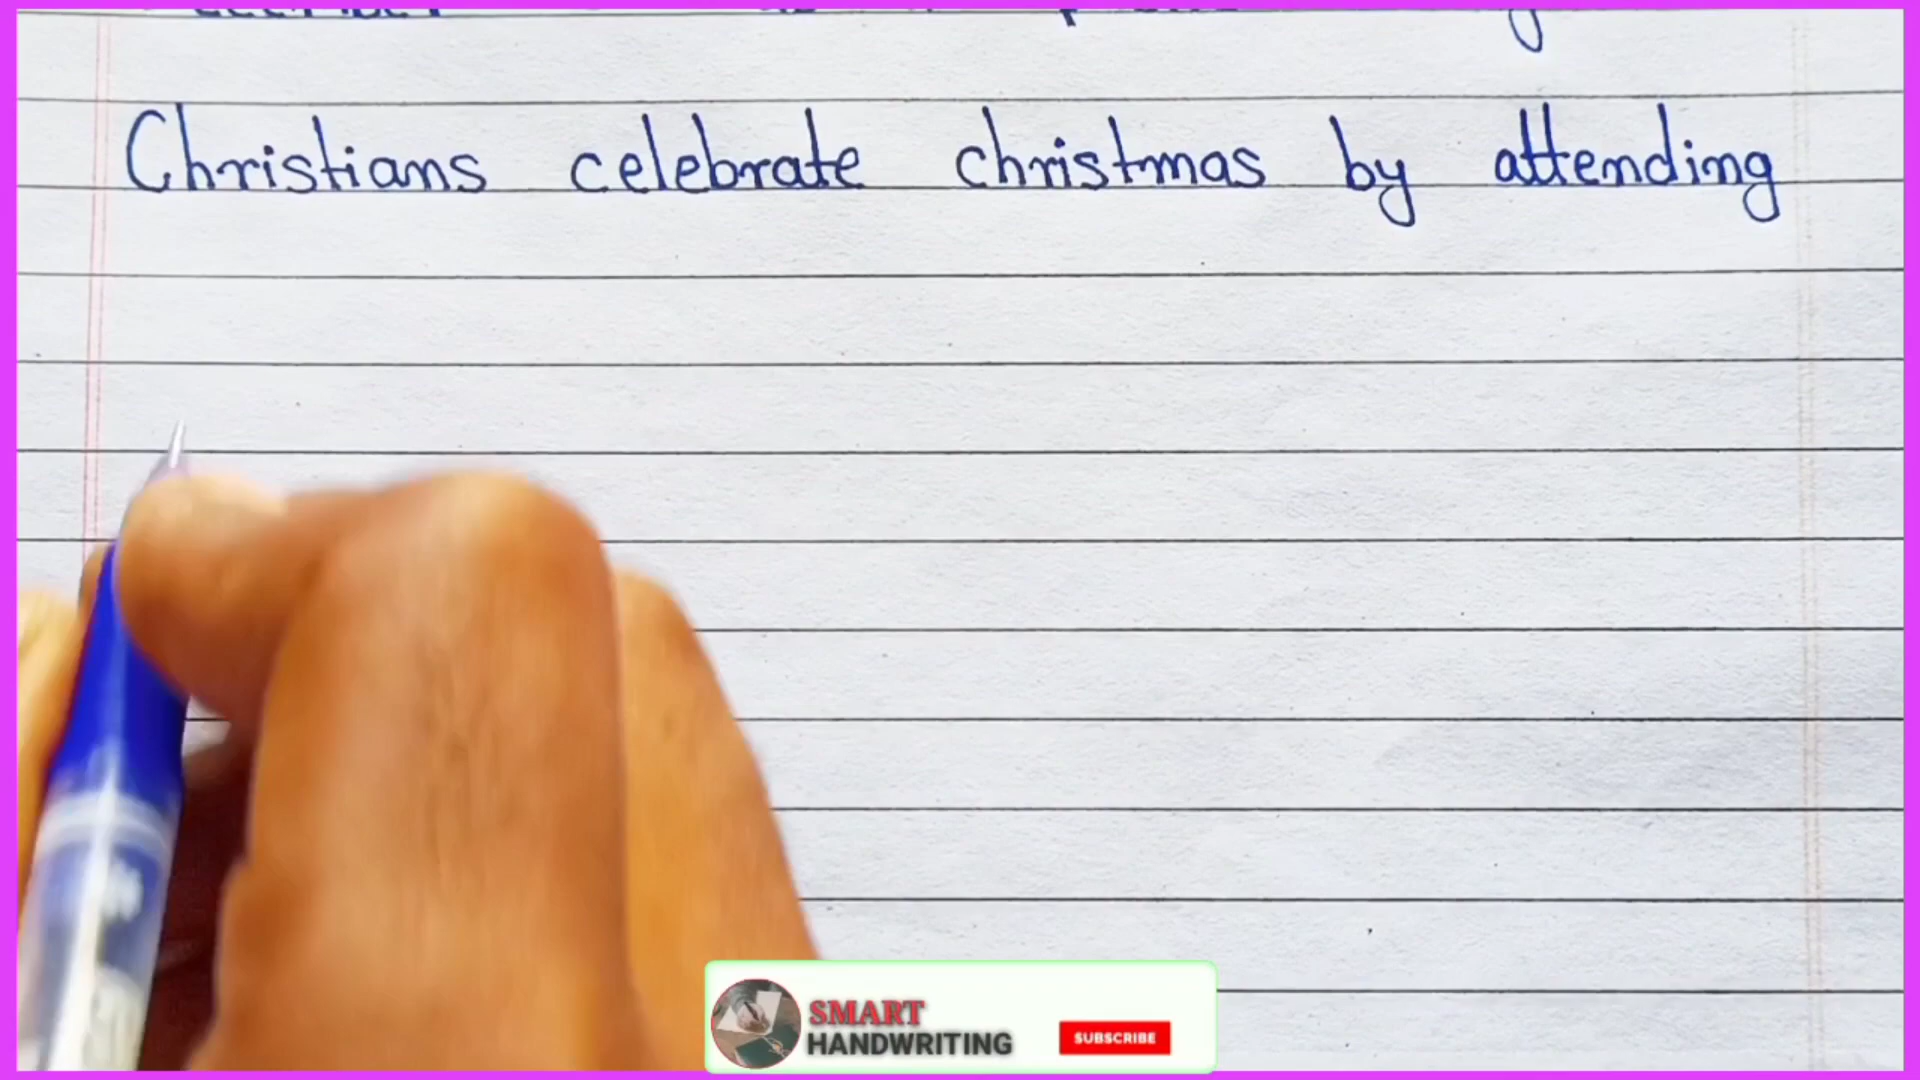 Christians celebrate christmas by attending
SMART
HANDWRITING
SUBSCRIBE